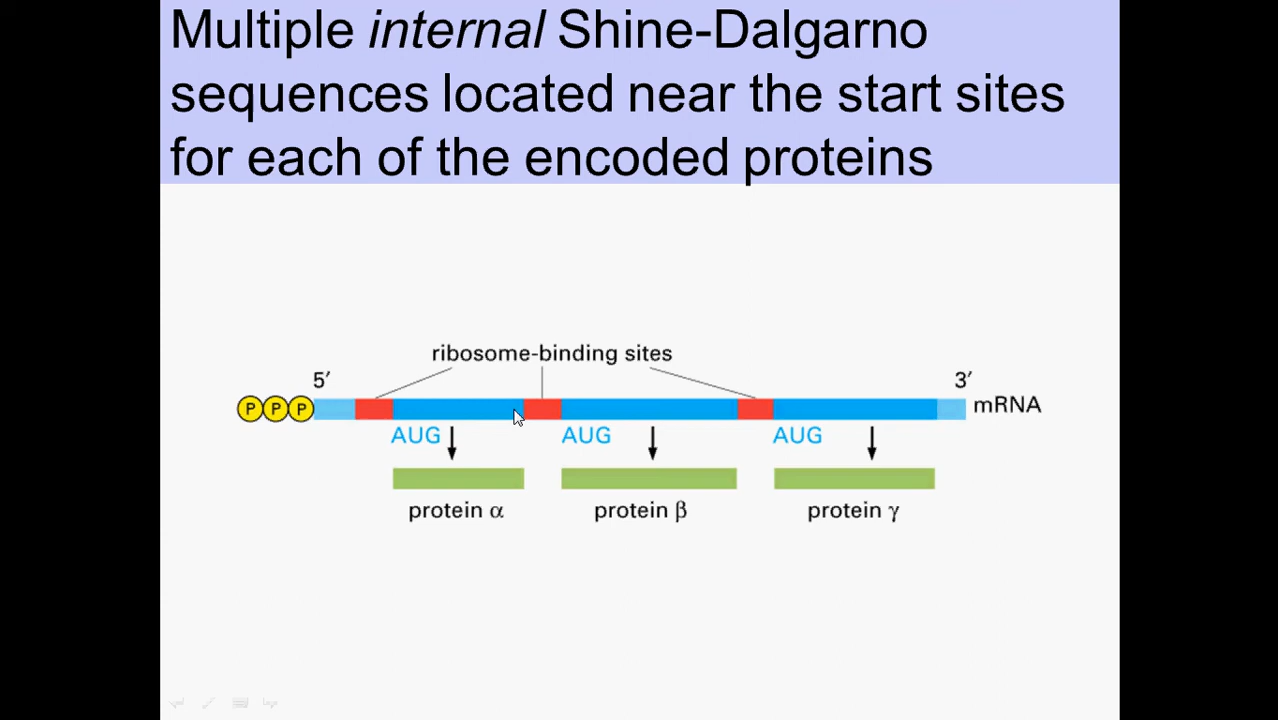 Multiple internal Shine-Dalgarno
sequences located near the start sites
for each of the encoded proteins
ribosome-binding sites
5′ 3′
P P P mRNA
AUG AUG AUG
protein α protein β protein γ